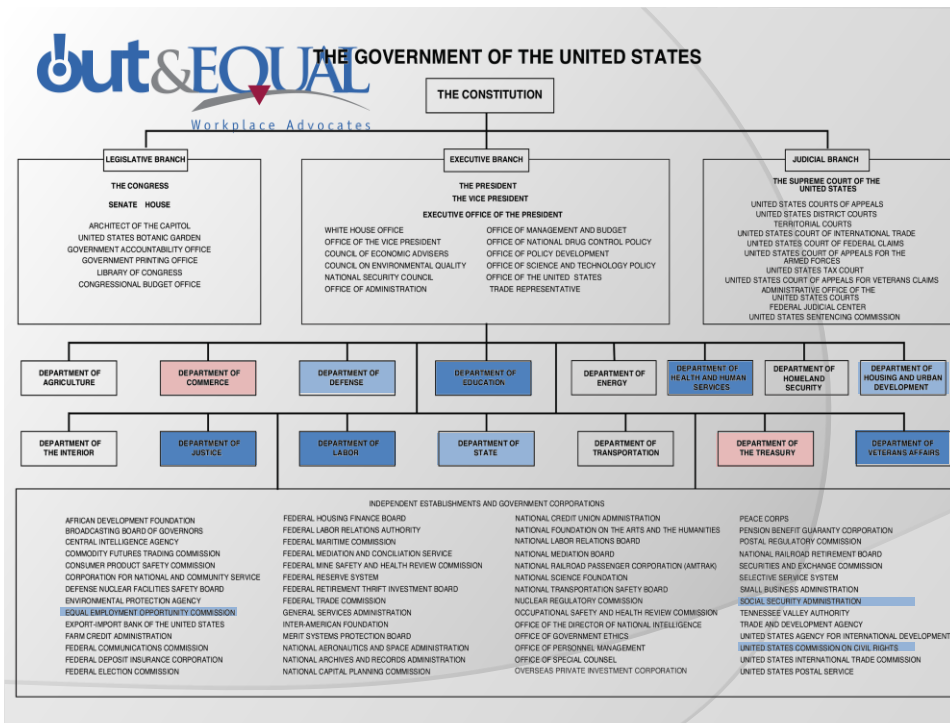 Out&EQUAL
Workplace Advocates
THE GOVERNMENT OF THE UNITED STATES
THE CONSTITUTION
LEGISLATIVE BRANCH
THE CONGRESS
SENATE HOUSE
ARCHITECT OF THE CAPITOL
UNITED STATES BOTANIC GARDEN
GOVERNMENT ACCOUNTABILITY OFFICE
GOVERNMENT PRINTING OFFICE
LIBRARY OF CONGRESS
CONGRESSIONAL BUDGET OFFICE
EXECUTIVE BRANCH
THE PRESIDENT
THE VICE PRESIDENT
EXECUTIVE OFFICE OF THE PRESIDENT
WHITE HOUSE OFFICE
OFFICE OF THE VICE PRESIDENT
COUNCIL OF ECONOMIC ADVISERS
COUNCIL ON ENVIRONMENTAL QUALITY
NATIONAL SECURITY COUNCIL
OFFICE OF ADMINISTRATION
OFFICE OF MANAGEMENT AND BUDGET
OFFICE OF NATIONAL DRUG CONTROL POLICY
OFFICE OF POLICY DEVELOPMENT
OFFICE OF SCIENCE AND TECHNOLOGY POLICY
OFFICE OF THE UNITED STATES
TRADE REPRESENTATIVE
JUDICIAL BRANCH
THE SUPREME COURT OF THE
UNITED STATES
UNITED STATES COURTS OF APPEALS
UNITED STATES DISTRICT COURTS
TERRITORIAL COURTS
UNITED STATES COURT OF INTERNATIONAL TRADE
UNITED STATES COURT OF FEDERAL CLAIMS
UNITED STATES COURT OF APPEALS FOR THE
ARMED FORCES
UNITED STATES TAX COURT
UNITED STATES COURT OF APPEALS FOR VETERANS CLAIMS
ADMINISTRATIVE OFFICE OF THE
UNITED STATES COURTS
FEDERAL JUDICIAL CENTER
UNITED STATES SENTENCING COMMISSION
DEPARTMENT OF
AGRICULTURE
DEPARTMENT OF
COMMERCE
DEPARTMENT OF
DEFENSE
DEPARTMENT OF
EDUCATION
DEPARTMENT OF
ENERGY
DEPARTMENT OF
HEALTH AND HUMAN
SERVICES
DEPARTMENT OF
HOMELAND
SECURITY
DEPARTMENT OF
HOUSING AND URBAN
DEVELOPMENT
DEPARTMENT OF
THE INTERIOR
DEPARTMENT OF
JUSTICE
DEPARTMENT OF
LABOR
DEPARTMENT OF
STATE
DEPARTMENT OF
TRANSPORTATION
DEPARTMENT OF
THE TREASURY
DEPARTMENT OF
VETERANS AFFAIRS
INDEPENDENT ESTABLISHMENTS AND GOVERNMENT CORPORATIONS
AFRICAN DEVELOPMENT FOUNDATION
BROADCASTING BOARD OF GOVERNORS
CENTRAL INTELLIGENCE AGENCY
COMMODITY FUTURES TRADING COMMISSION
CONSUMER PRODUCT SAFETY COMMISSION
CORPORATION FOR NATIONAL AND COMMUNITY SERVICE
DEFENSE NUCLEAR FACILITIES SAFETY BOARD
ENVIRONMENTAL PROTECTION AGENCY
EQUAL EMPLOYMENT OPPORTUNITY COMMISSION
EXPORT-IMPORT BANK OF THE UNITED STATES
FARM CREDIT ADMINISTRATION
FEDERAL COMMUNICATIONS COMMISSION
FEDERAL DEPOSIT INSURANCE CORPORATION
FEDERAL ELECTION COMMISSION
FEDERAL HOUSING FINANCE BOARD
FEDERAL LABOR RELATIONS AUTHORITY
FEDERAL MARITIME COMMISSION
FEDERAL MEDIATION AND CONCILIATION SERVICE
FEDERAL MINE SAFETY AND HEALTH REVIEW COMMISSION
FEDERAL RESERVE SYSTEM
FEDERAL RETIREMENT THRIFT INVESTMENT BOARD
FEDERAL TRADE COMMISSION
GENERAL SERVICES ADMINISTRATION
INTER-AMERICAN FOUNDATION
MERIT SYSTEMS PROTECTION BOARD
NATIONAL AERONAUTICS AND SPACE ADMINISTRATION
NATIONAL ARCHIVES AND RECORDS ADMINISTRATION
NATIONAL CAPITAL PLANNING COMMISSION
NATIONAL CREDIT UNION ADMINISTRATION
NATIONAL FOUNDATION ON THE ARTS AND THE HUMANITIES
NATIONAL LABOR RELATIONS BOARD
NATIONAL MEDIATION BOARD
NATIONAL RAILROAD PASSENGER CORPORATION (AMTRAK)
NATIONAL SCIENCE FOUNDATION
NATIONAL TRANSPORTATION SAFETY BOARD
NUCLEAR REGULATORY COMMISSION
OCCUPATIONAL SAFETY AND HEALTH REVIEW COMMISSION
OFFICE OF THE DIRECTOR OF NATIONAL INTELLIGENCE
OFFICE OF GOVERNMENT ETHICS
OFFICE OF PERSONNEL MANAGEMENT
OFFICE OF SPECIAL COUNSEL
OVERSEAS PRIVATE INVESTMENT CORPORATION
PEACE CORPS
PENSION BENEFIT GUARANTY CORPORATION
POSTAL REGULATORY COMMISSION
NATIONAL RAILROAD RETIREMENT BOARD
SECURITIES AND EXCHANGE COMMISSION
SELECTIVE SERVICE SYSTEM
SMALL BUSINESS ADMINISTRATION
SOCIAL SECURITY ADMINISTRATION
TENNESSEE VALLEY AUTHORITY
TRADE AND DEVELOPMENT AGENCY
UNITED STATES AGENCY FOR INTERNATIONAL DEVELOPMENT
UNITED STATES COMMISSION ON CIVIL RIGHTS
UNITED STATES INTERNATIONAL TRADE COMMISSION
UNITED STATES POSTAL SERVICE